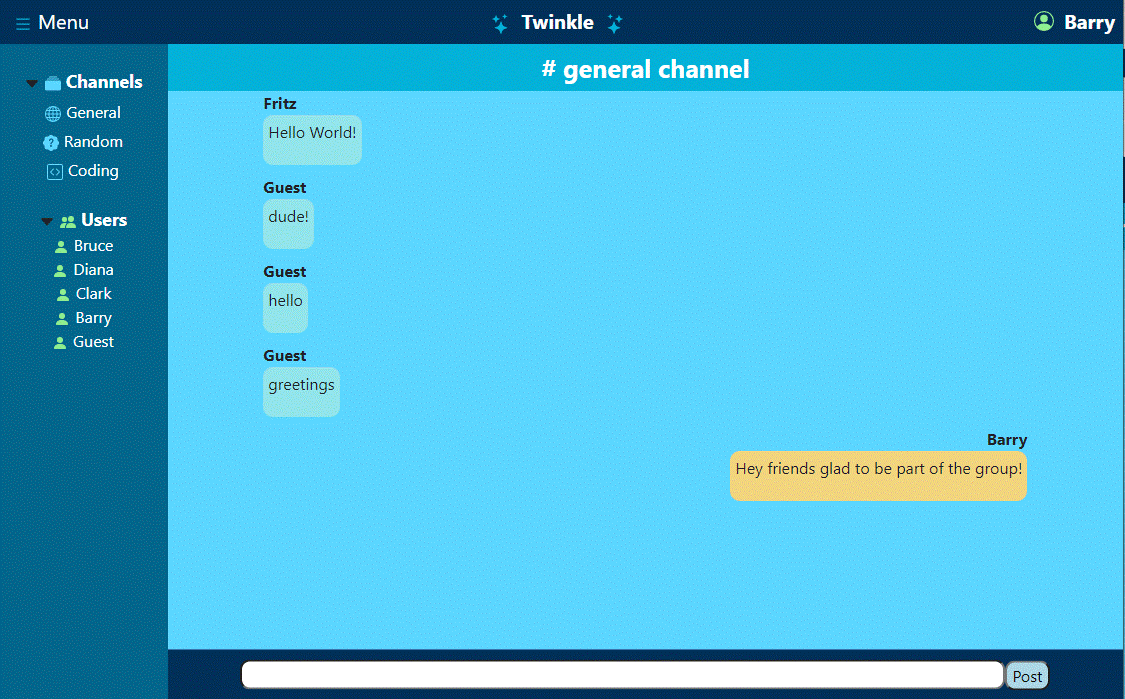 Menu
Twinkle
Barry
Channels
General
Random
Coding
Users
Bruce
Diana
Clark
Barry
Guest
# general channel
Fritz
Hello World!
Guest
dude!
Guest
hello
Guest
greetings
Barry
Hey friends glad to be part of the group!
Post